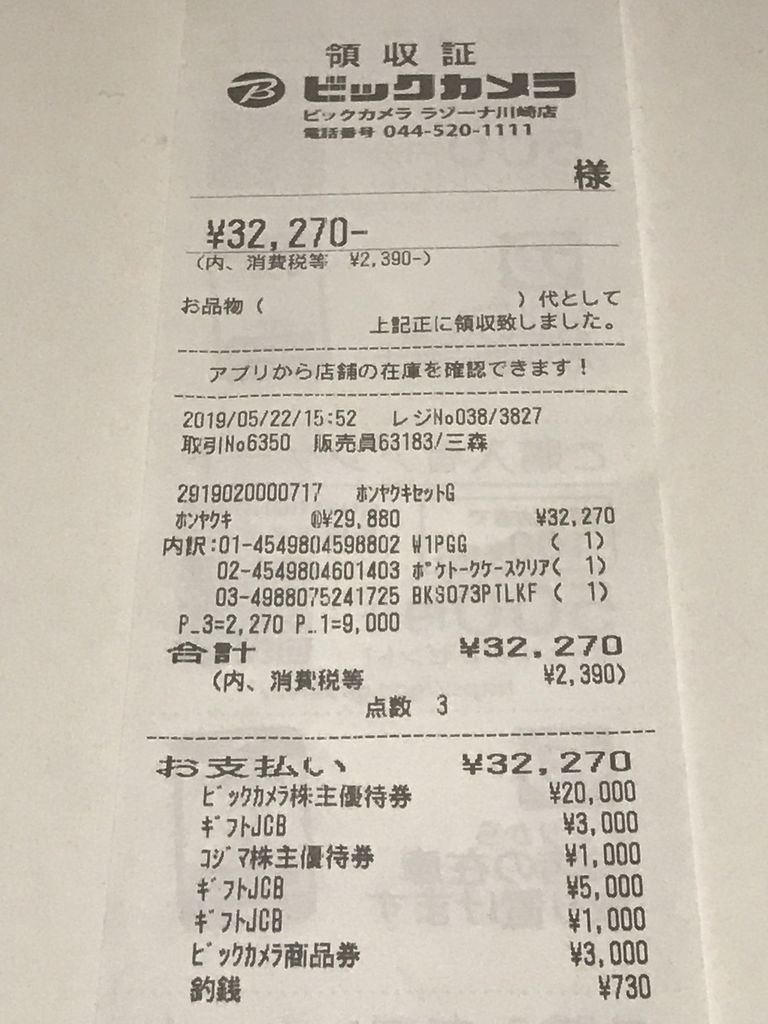 領収証
ビックカメラ
ビックカメラ ラゾーナ川崎店
電話番号 044-520-1111
様
¥32,270-
(内、消費税等 ¥2,390-)
お品物( )代として
上記正に領収致しました。
アプリから店舗の在庫を確認できます!
2019/05/22/15:52 レジNo038/3827
取引No6350 販売員63183/三森
2919020000717 ホンヤクキセットG
ホンヤクキ @¥29,880 ¥32,270
内訳:01-4549804598802 W1PGG ( 1)
02-4549804601403 ポケトークケースクリア( 1)
03-4988075241725 BKS073PTLKF ( 1)
P_3=2,270 P_1=9,000
合計 ¥32,270
(内、消費税等 ¥2,390)
点数 3
お支払い ¥32,270
ビックカメラ株主優待券 ¥20,000
ギフトJCB ¥3,000
コジマ株主優待券 ¥1,000
ギフトJCB ¥5,000
ギフトJCB ¥1,000
ビックカメラ商品券 ¥3,000
釣銭 ¥730